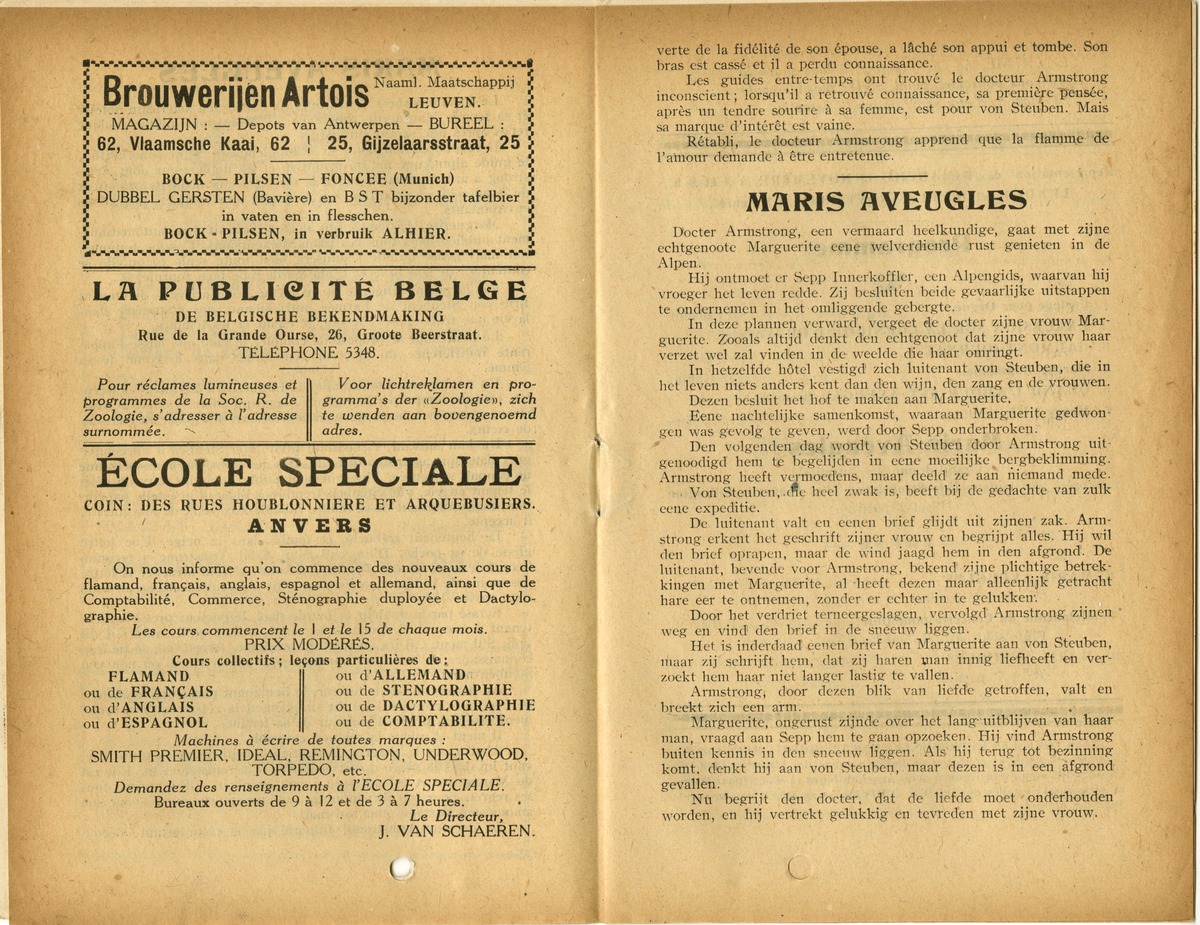 Brouwerijen Artois Naaml. Maatschappij
LEUVEN.
MAGAZIJN : — Depots van Antwerpen — BUREEL :
62, Vlaamsche Kaai, 62 ¦ 25, Gijzelaarsstraat, 25
BOCK — PILSEN — FONCEE (Munich)
DUBBEL GERSTEN (Bavière) en B S T bijzonder tafelbier
in vaten en in flesschen.
BOCK - PILSEN, in verbruik ALHIER.
LA PUBLICITÉ BELGE
DE BELGISCHE BEKENDMAKING
Rue de la Grande Ourse, 26, Groote Beerstraat.
TÉLÉPHONE 5348.
Pour réclames lumineuses et
programmes de la Soc. R. de
Zoologie, s'adresser à l'adresse
surnommée.
Voor lichtreklamen en pro-
gramma's der «Zoologie», zich
te wenden aan bovengenoemd
adres.
ÉCOLE SPECIALE
COIN: DES RUES HOUBLONNIERE ET ARQUEBUSIERS.
ANVERS
On nous informe qu'on commence des nouveaux cours de
flamand, français, anglais, espagnol et allemand, ainsi que de
Comptabilité, Commerce, Sténographie duployée et Dactylo-
graphie.
Les cours commencent le 1 et le 15 de chaque mois.
PRIX MODÉRÉS.
Cours collectifs; leçons particulières de:
FLAMAND
ou de FRANÇAIS
ou d'ANGLAIS
ou d'ESPAGNOL
ou d'ALLEMAND
ou de STENOGRAPHIE
ou de DACTYLOGRAPHIE
ou de COMPTABILITE.
Machines à écrire de toutes marques :
SMITH PREMIER, IDEAL, REMINGTON, UNDERWOOD,
TORPEDO, etc.
Demandez des renseignements à l'ECOLE SPECIALE.
Bureaux ouverts de 9 à 12 et de 3 à 7 heures.
Le Directeur,
J. VAN SCHAEREN.
verte de la fidélité de son épouse, a lâché son appui et tombe. Son
bras est cassé et il a perdu connaissance.
Les guides entre-temps ont trouvé le docteur Armstrong
inconscient; lorsqu'il a retrouvé connaissance, sa première pensée,
après un tendre sourire à sa femme, est pour von Steuben. Mais
sa marque d'intérêt est vaine.
Rétabli, le docteur Armstrong apprend que la flamme de
l'amour demande à être entretenue.
MARIS AVEUGLES
Docter Armstrong, een vermaard heelkundige, gaat met zijne
echtgenoote Marguerite eene welverdiende rust genieten in de
Alpen.
Hij ontmoet er Sepp Innerkoffler, een Alpengids, waarvan hij
vroeger het leven redde. Zij besluiten beide gevaarlijke uitstappen
te ondernemen in het omliggende gebergte.
In deze plannen verward, vergeet de docter zijne vrouw Mar-
guerite. Zooals altijd denkt den echtgenoot dat zijne vrouw haar
verzet wel zal vinden in de weelde die haar omringt.
In hetzelfde hôtel vestigd zich luitenant von Steuben, die in
het leven niets anders kent dan den wijn, den zang en de vrouwen.
Dezen besluit het hof te maken aan Marguerite.
Eene nachtelijke samenkomst, waaraan Marguerite gedwon-
gen was gevolg te geven, werd door Sepp onderbroken.
Den volgenden dag wordt von Steuben door Armstrong uit-
genoodigd hem te begelijden in eene moeilijke bergbeklimming.
Armstrong heeft vermoedens, maar deeld ze aan niemand mede.
Von Steuben, die heel zwak is, beeft bij de gedachte van zulk
eene expeditie.
De luitenant valt en eenen brief glijdt uit zijnen zak. Arm-
strong erkent het geschrift zijner vrouw en begrijpt alles. Hij wil
den brief oprapen, maar de wind jaagd hem in den afgrond. De
luitenant, bevende voor Armstrong, bekend zijne plichtige betrek-
kingen met Marguerite, al heeft dezen maar alleenlijk getracht
hare eer te ontnemen, zonder er echter in te gelukken.
Door het verdriet terneergeslagen, vervolgd Armstrong zijnen
weg en vind den brief in de sneeuw liggen.
Het is inderdaad eenen brief van Marguerite aan von Steuben,
maar zij schrijft hem, dat zij haren man innig liefheeft en ver-
zoekt hem haar niet langer lastig te vallen.
Armstrong, door dezen blik van liefde getroffen, valt en
breekt zich een arm.
Marguerite, ongerust zijnde over het lang uitblijven van haar
man, vraagd aan Sepp hem te gaan opzoeken. Hij vind Armstrong
buiten kennis in den sneeuw liggen. Als hij terug tot bezinning
komt, denkt hij aan von Steuben, maar dezen is in een afgrond
gevallen.
Nu begrijt den docter, dat de liefde moet onderhouden
worden, en hij vertrekt gelukkig en tevreden met zijne vrouw.